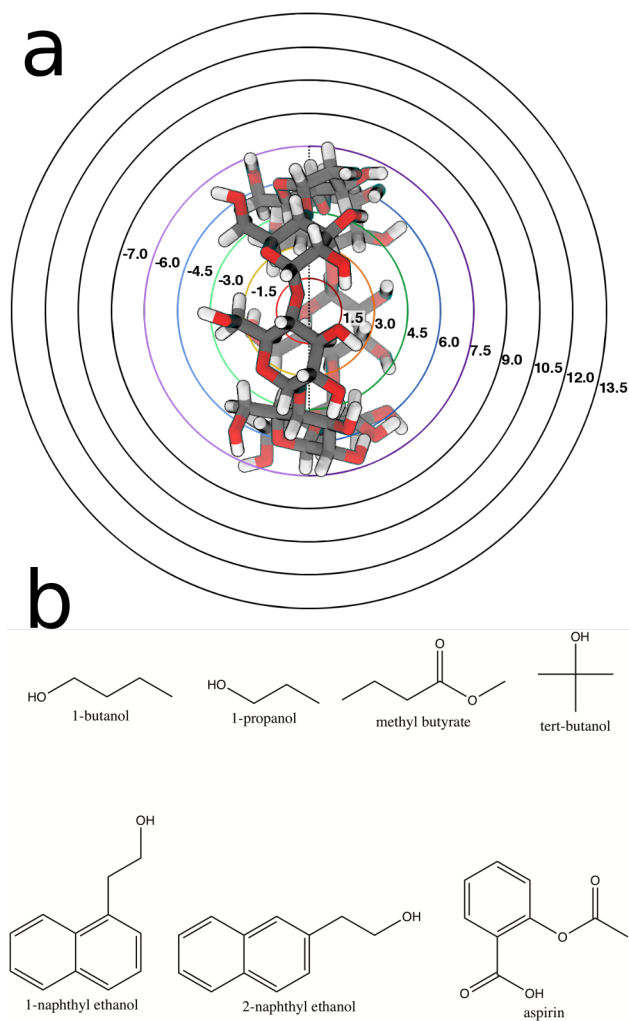 a
-7.0
-6.0
-4.5
-3.0
-1.5
1.5
3.0
4.5
6.0
7.5
9.0
10.5
12.0
13.5
b
HO
1-butanol
HO
1-propanol
O
O
methyl butyrate
OH
tert-butanol
OH
1-naphthyl ethanol
OH
2-naphthyl ethanol
O
O
O
OH
aspirin